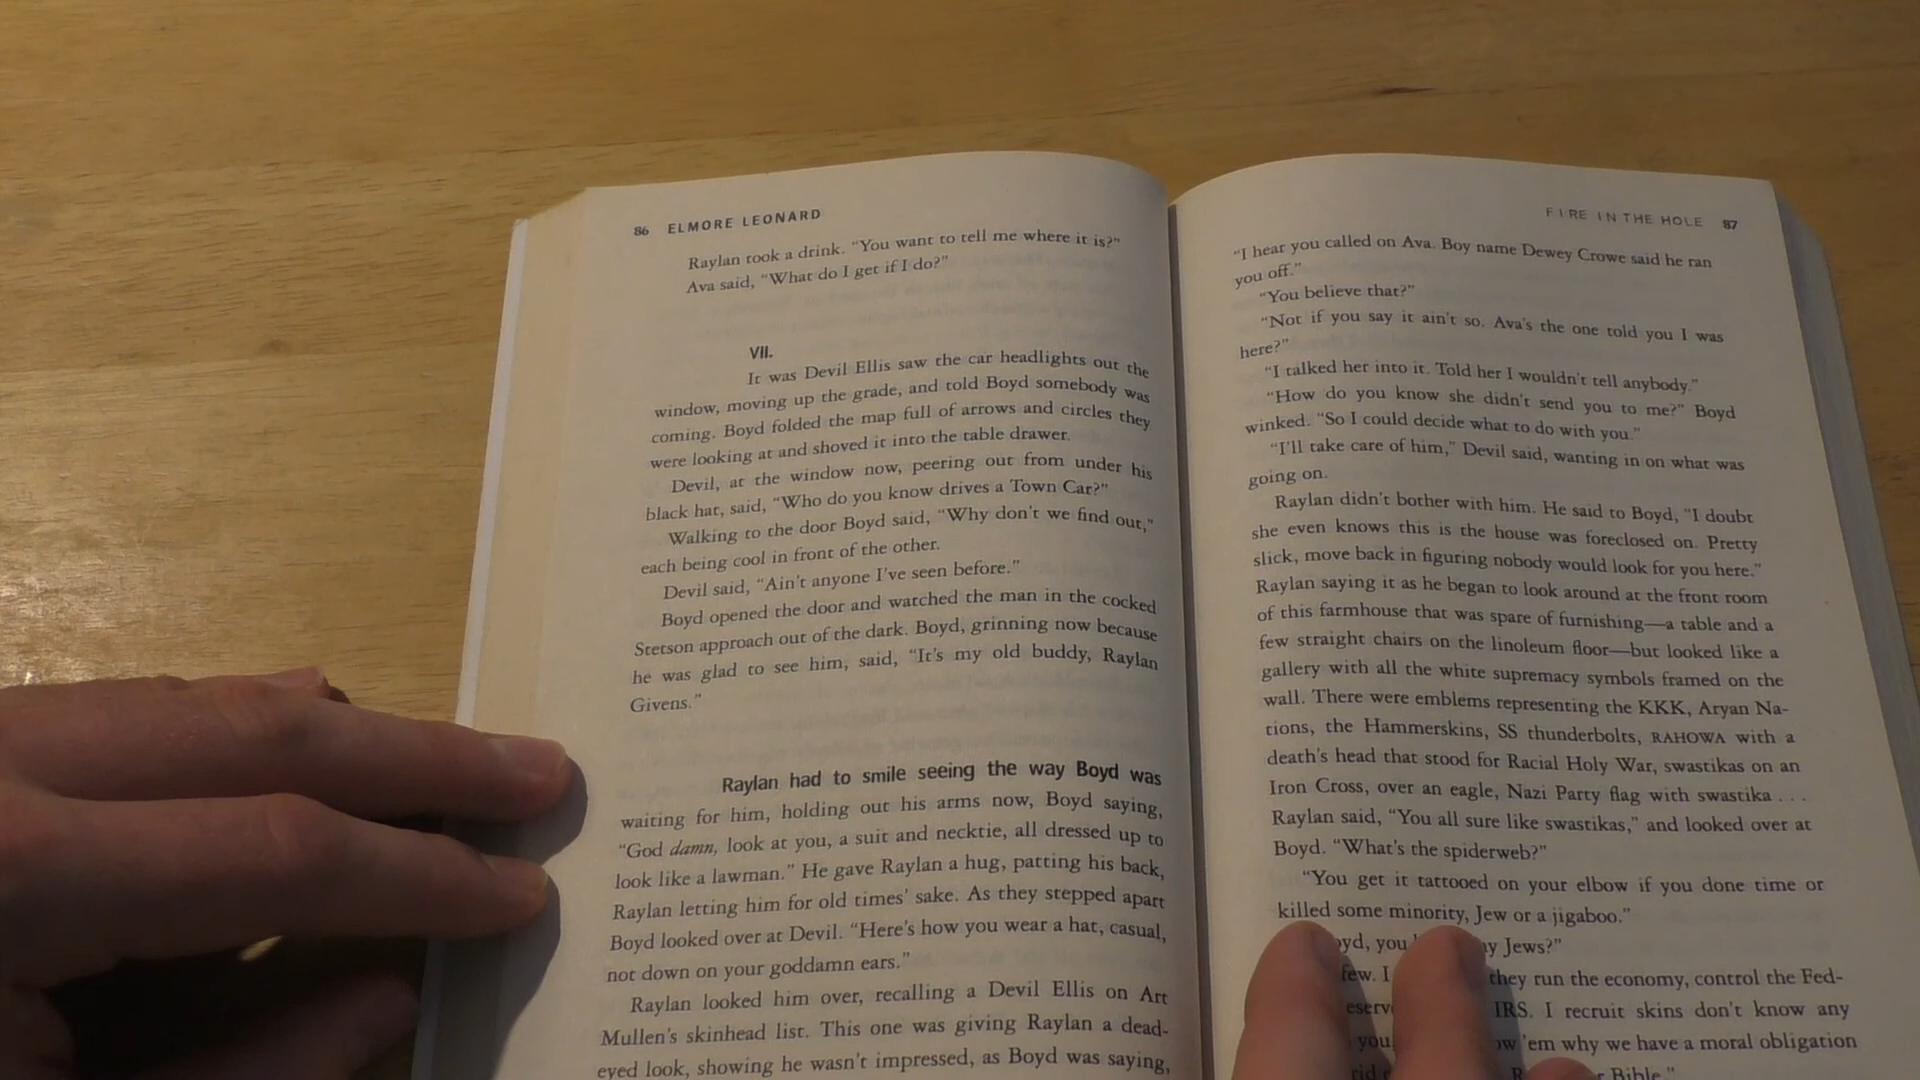 86 ELMORE LEONARD
Raylan took a drink. “You want to tell me where it is?”
Ava said, “What do I get if I do?”
VII.
It was Devil Ellis saw the car headlights out the
window, moving up the grade, and told Boyd somebody was
coming. Boyd folded the map full of arrows and circles they
were looking at and shoved it into the table drawer.
Devil, at the window now, peering out from under his
black hat, said, “Who do you know drives a Town Car?”
Walking to the door Boyd said, “Why don't we find out,”
each being cool in front of the other.
Devil said, “Ain't anyone I've seen before.”
Boyd opened the door and watched the man in the cocked
Stetson approach out of the dark. Boyd, grinning now because
he was glad to see him, said, “It's my old buddy, Raylan
Givens.”
Raylan had to smile seeing the way Boyd was
waiting for him, holding out his arms now, Boyd saying,
“God damn, look at you, a suit and necktie, all dressed up to
look like a lawman.” He gave Raylan a hug, patting his back,
Raylan letting him for old times' sake. As they stepped apart
Boyd looked over at Devil. “Here's how you wear a hat, casual,
not down on your goddamn ears.”
Raylan looked him over, recalling a Devil Ellis on Art
Mullen's skinhead list. This one was giving Raylan a dead-
eyed look, showing he wasn't impressed, as Boyd was saying,
FIRE IN THE HOLE 87
“I hear you called on Ava. Boy name Dewey Crowe said he ran
you off.”
“You believe that?”
“Not if you say it ain't so. Ava's the one told you I was
here?”
“I talked her into it. Told her I wouldn't tell anybody.”
“How do you know she didn't send you to me?” Boyd
winked. “So I could decide what to do with you.”
“I'll take care of him,” Devil said, wanting in on what was
going on.
Raylan didn't bother with him. He said to Boyd, “I doubt
she even knows this is the house was foreclosed on. Pretty
slick, move back in figuring nobody would look for you here.”
Raylan saying it as he began to look around at the front room
of this farmhouse that was spare of furnishing—a table and a
few straight chairs on the linoleum floor—but looked like a
gallery with all the white supremacy symbols framed on the
wall. There were emblems representing the KKK, Aryan Na-
tions, the Hammerskins, SS thunderbolts, RAHOWA with a
death's head that stood for Racial Holy War, swastikas on an
Iron Cross, over an eagle, Nazi Party flag with swastika . . .
Raylan said, “You all sure like swastikas,” and looked over at
Boyd. “What's the spiderweb?”
“You get it tattooed on your elbow if you done time or
killed some minority, Jew or a jigaboo.”
you Jews?”
few. I they run the economy, control the Fed-
IRS. I recruit skins don't know any
you 'em why we have a moral obligation
Bible.”